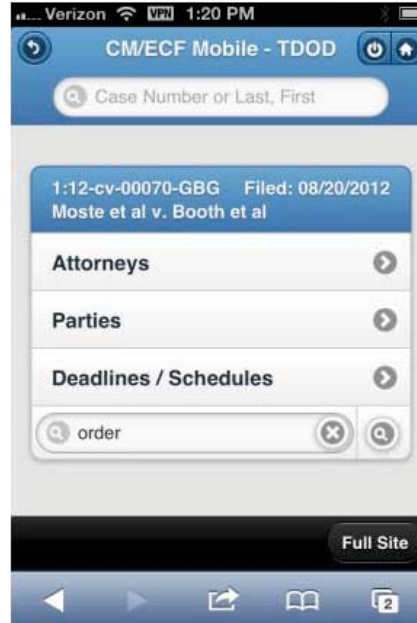 Verizon VPN 1:20 PM
CM/ECF Mobile - TDOD
Case Number or Last, First
1:12-cv-00070-GBG Filed: 08/20/2012
Moste et al v. Booth et al
Attorneys
Parties
Deadlines / Schedules
order
Full Site
2